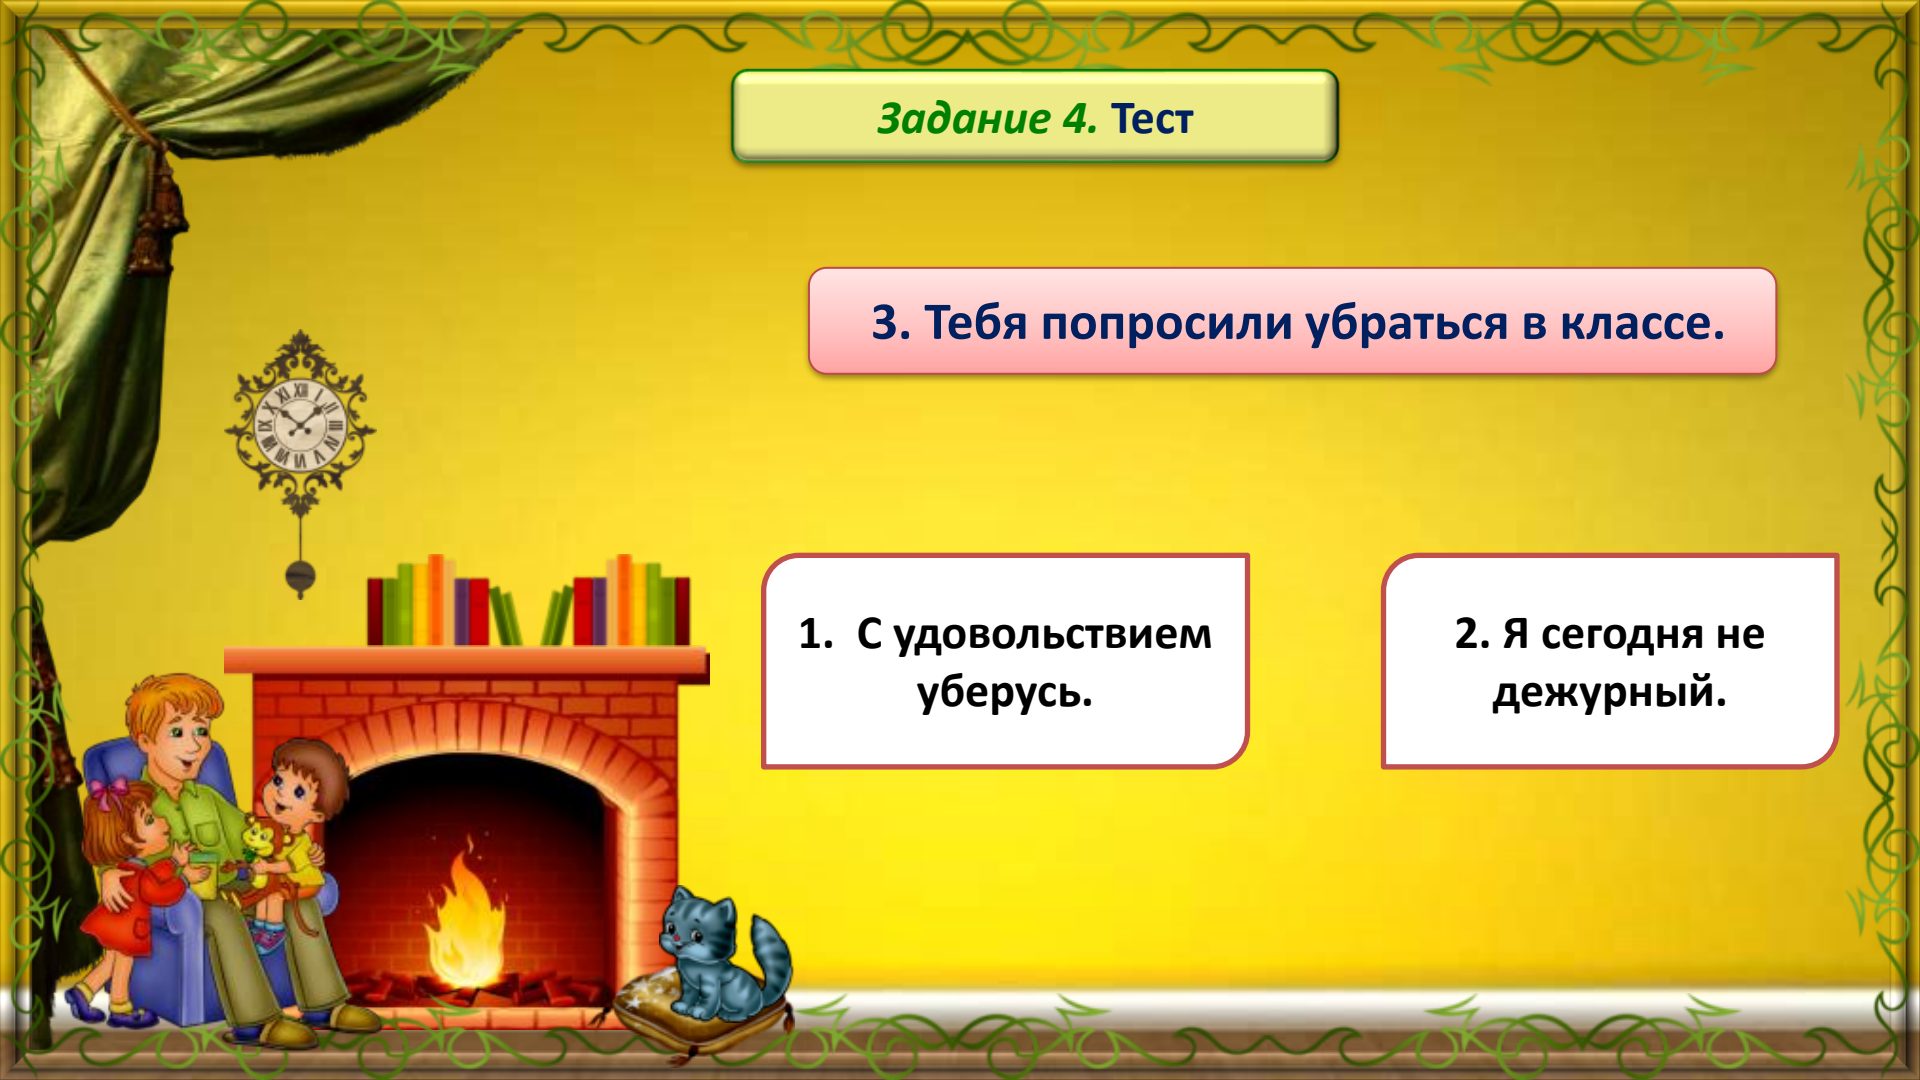 Задание 4. Тест
3. Тебя попросили убраться в классе.
1. С удовольствием
уберусь.
2. Я сегодня не
дежурный.